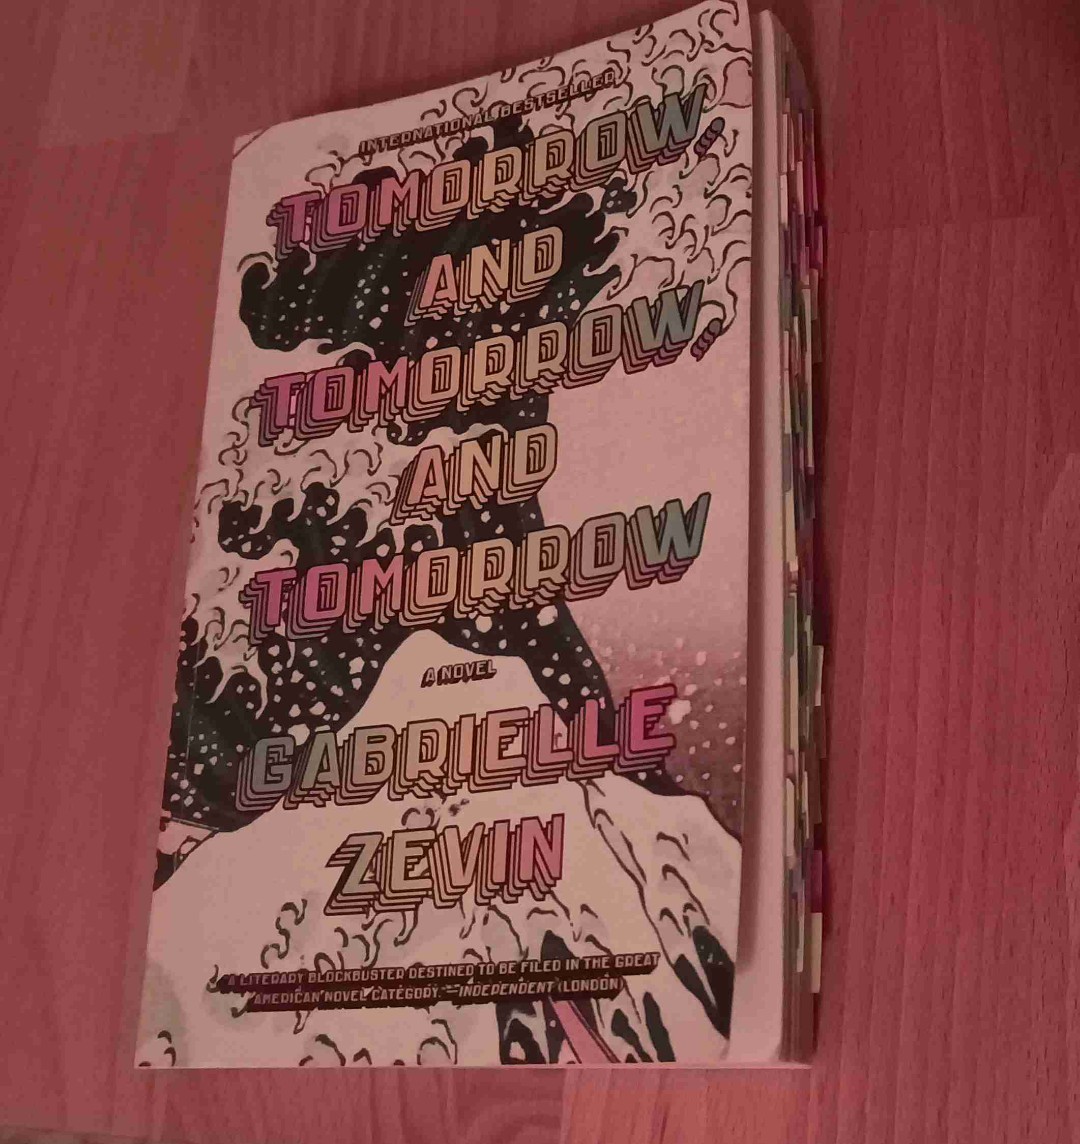 INTERNATIONAL BESTSELLER
TOMORROW,
AND
TOMORROW,
AND
TOMORROW
A NOVEL
GABRIELLE
ZEVIN
"A LITERARY BLOCKBUSTER DESTINED TO BE FILED IN THE GREAT
AMERICAN NOVEL CATEGORY." —INDEPENDENT (LONDON)